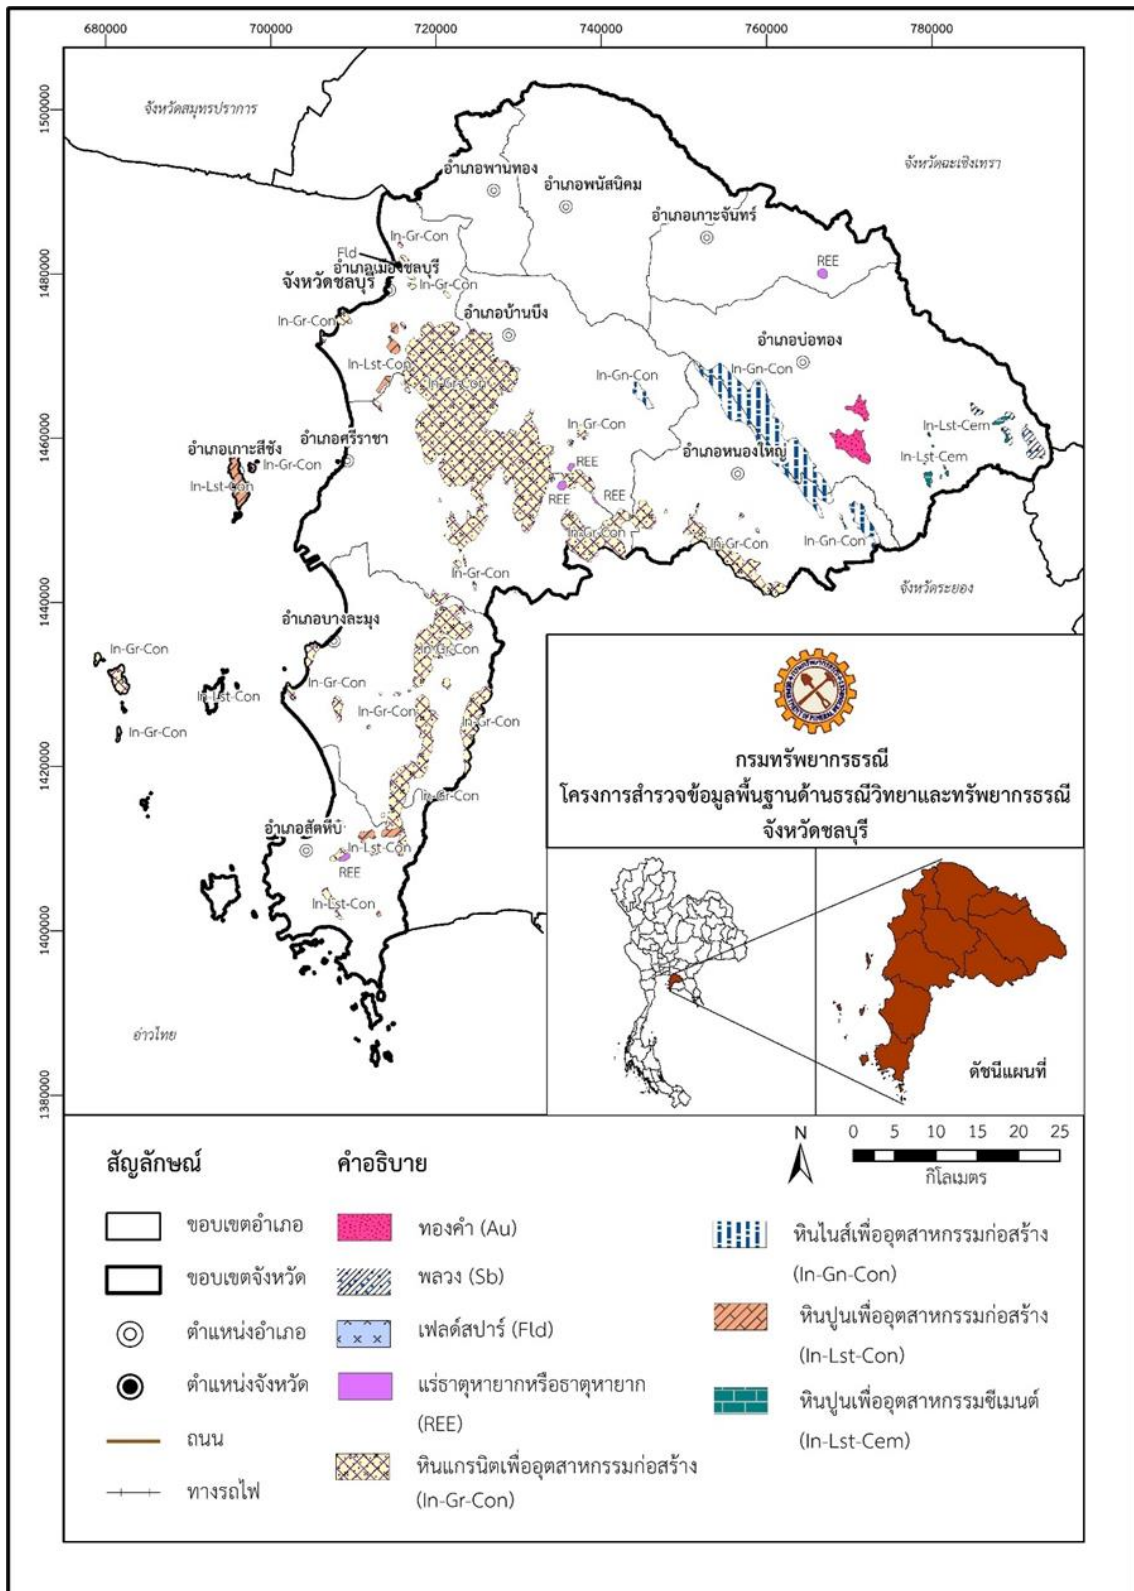 680000
700000
720000
740000
760000
780000
1500000
1480000
1460000
1440000
1420000
1400000
1380000
จังหวัดสมุทรปราการ
จังหวัดฉะเชิงเทรา
อำเภอพานทอง
อำเภอพนัสนิคม
อำเภอเกาะจันทร์
In-Gr-Con
Fld
อำเภอเมืองชลบุรี
REE
จังหวัดชลบุรี
In-Gr-Con
In-Gr-Con
อำเภอบ้านบึง
อำเภอบ่อทอง
In-Lst-Con
In-Gr-Con
In-Gn-Con
In-Gn-Con
In-Gr-Con
In-Lst-Cem
อำเภอเกาะสีชัง
อำเภอศรีราชา
In-Gr-Con
REE
อำเภอหนองใหญ่
In-Lst-Cem
In-Lst-Con
REE
REE
In-Gr-Con
In-Gr-Con
In-Gn-Con
In-Gr-Con
จังหวัดระยอง
อำเภอบางละมุง
In-Gr-Con
In-Gr-Con
In-Lst-Con
In-Gr-Con
In-Gr-Con
In-Gr-Con
In-Gr-Con
In-Gr-Con
อำเภอสัตหีบ
In-Lst-Con
REE
In-Lst-Con
อ่าวไทย
กรมทรัพยากรธรณี
โครงการสำรวจข้อมูลพื้นฐานด้านธรณีวิทยาและทรัพยากรธรณี
จังหวัดชลบุรี
ดัชนีแผนที่
N
0 5 10 15 20 25
กิโลเมตร
สัญลักษณ์
คำอธิบาย
ขอบเขตอำเภอ
ขอบเขตจังหวัด
ตำแหน่งอำเภอ
ตำแหน่งจังหวัด
ถนน
ทางรถไฟ
ทองคำ (Au)
พลวง (Sb)
เฟลด์สปาร์ (Fld)
แร่ธาตุหายากหรือธาตุหายาก
(REE)
หินแกรนิตเพื่ออุตสาหกรรมก่อสร้าง
(In-Gr-Con)
หินไนส์เพื่ออุตสาหกรรมก่อสร้าง
(In-Gn-Con)
หินปูนเพื่ออุตสาหกรรมก่อสร้าง
(In-Lst-Con)
หินปูนเพื่ออุตสาหกรรมซีเมนต์
(In-Lst-Cem)